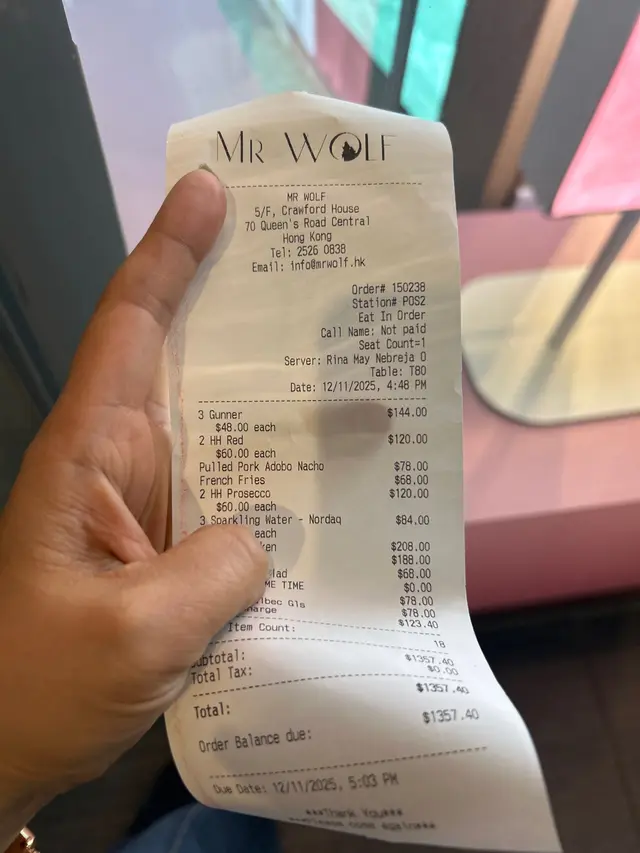 MR WOLF
MR WOLF
5/F, Crawford House
70 Queen's Road Central
Hong Kong
Tel: 2526 0838
Email: info@mrwolf.hk
Order# 150238
Station# POS2
Eat In Order
Call Name: Not paid
Seat Count=1
Server: Rina May Nebreja O
Table: T80
Date: 12/11/2025, 4:48 PM
3 Gunner $144.00
$48.00 each
2 HH Red $120.00
$60.00 each
Pulled Pork Adobo Nacho $78.00
French Fries $68.00
2 HH Prosecco $120.00
$60.00 each
3 Sparkling Water - Nordaq $84.00
each
$208.00
$188.00
$68.00
TIME $0.00
Gls $78.00
$78.00
$123.40
Item Count: 18
Subtotal: $1357.40
Total Tax: $0.00
Total: $1357.40
Order Balance due: $1357.40
Due Date: 12/11/2025, 5:03 PM
***Thank You***